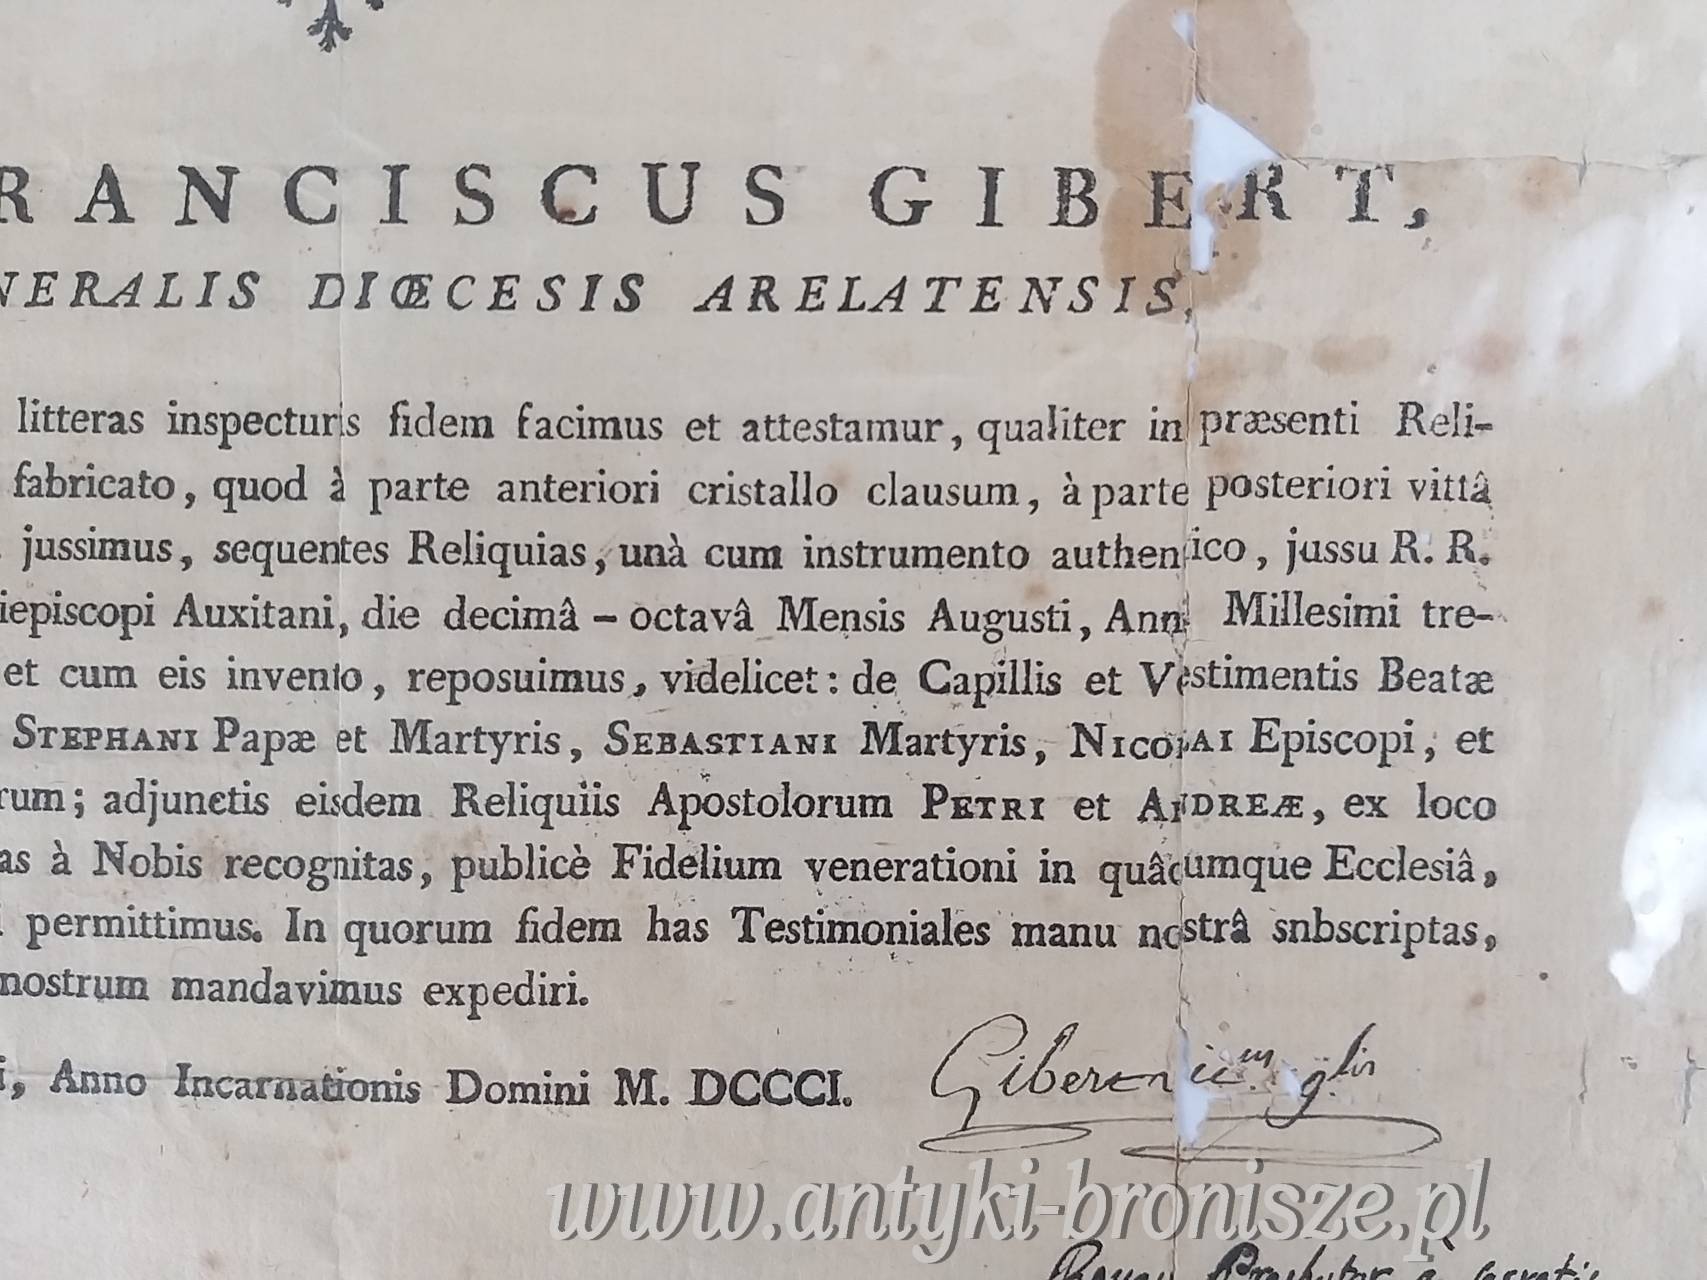 RANCISCUS GIBERT,
NERALIS DIŒCESIS ARELATENSIS,
litteras inspecturis fidem facimus et attestamur, qualiter in præsenti Reli-
fabricato, quod à parte anteriori cristallo clausum, à parte posteriori vittâ
jussimus, sequentes Reliquias, unà cum instrumento authentico, jussu R. R.
iepiscopi Auxitani, die decimâ – octavâ Mensis Augusti, Ann Millesimi tre-
et cum eis invento, reposuimus, videlicet: de Capillis et Vestimentis Beatæ
STEPHANI Papæ et Martyris, SEBASTIANI Martyris, NICOLAI Episcopi, et
rum; adjunctis eisdem Reliquiis Apostolorum PETRI et ANDREÆ, ex loco
as à Nobis recognitas, publicè Fidelium venerationi in quâcumque Ecclesiâ,
permittimus. In quorum fidem has Testimoniales manu nostrâ snbscriptas,
nostrum mandavimus expediri.
i, Anno Incarnationis Domini M. DCCCI.
www.antyki-bronisze.pl